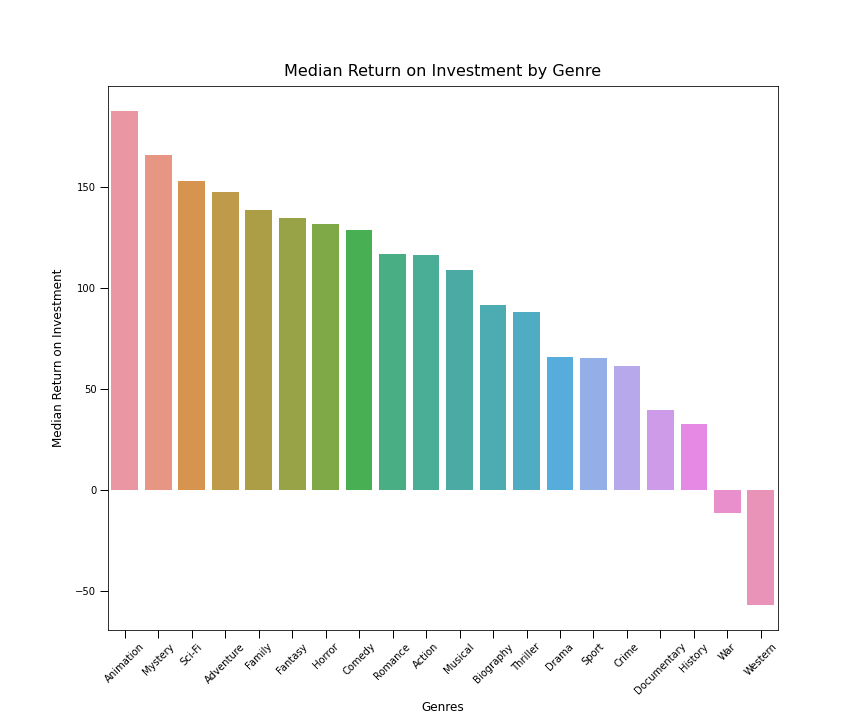 Median Return on Investment by Genre
Median Return on Investment
150
100
50
0
−50
Animation
Mystery
Sci-Fi
Adventure
Family
Fantasy
Horror
Comedy
Romance
Action
Musical
Biography
Thriller
Drama
Sport
Crime
Documentary
History
War
Western
Genres